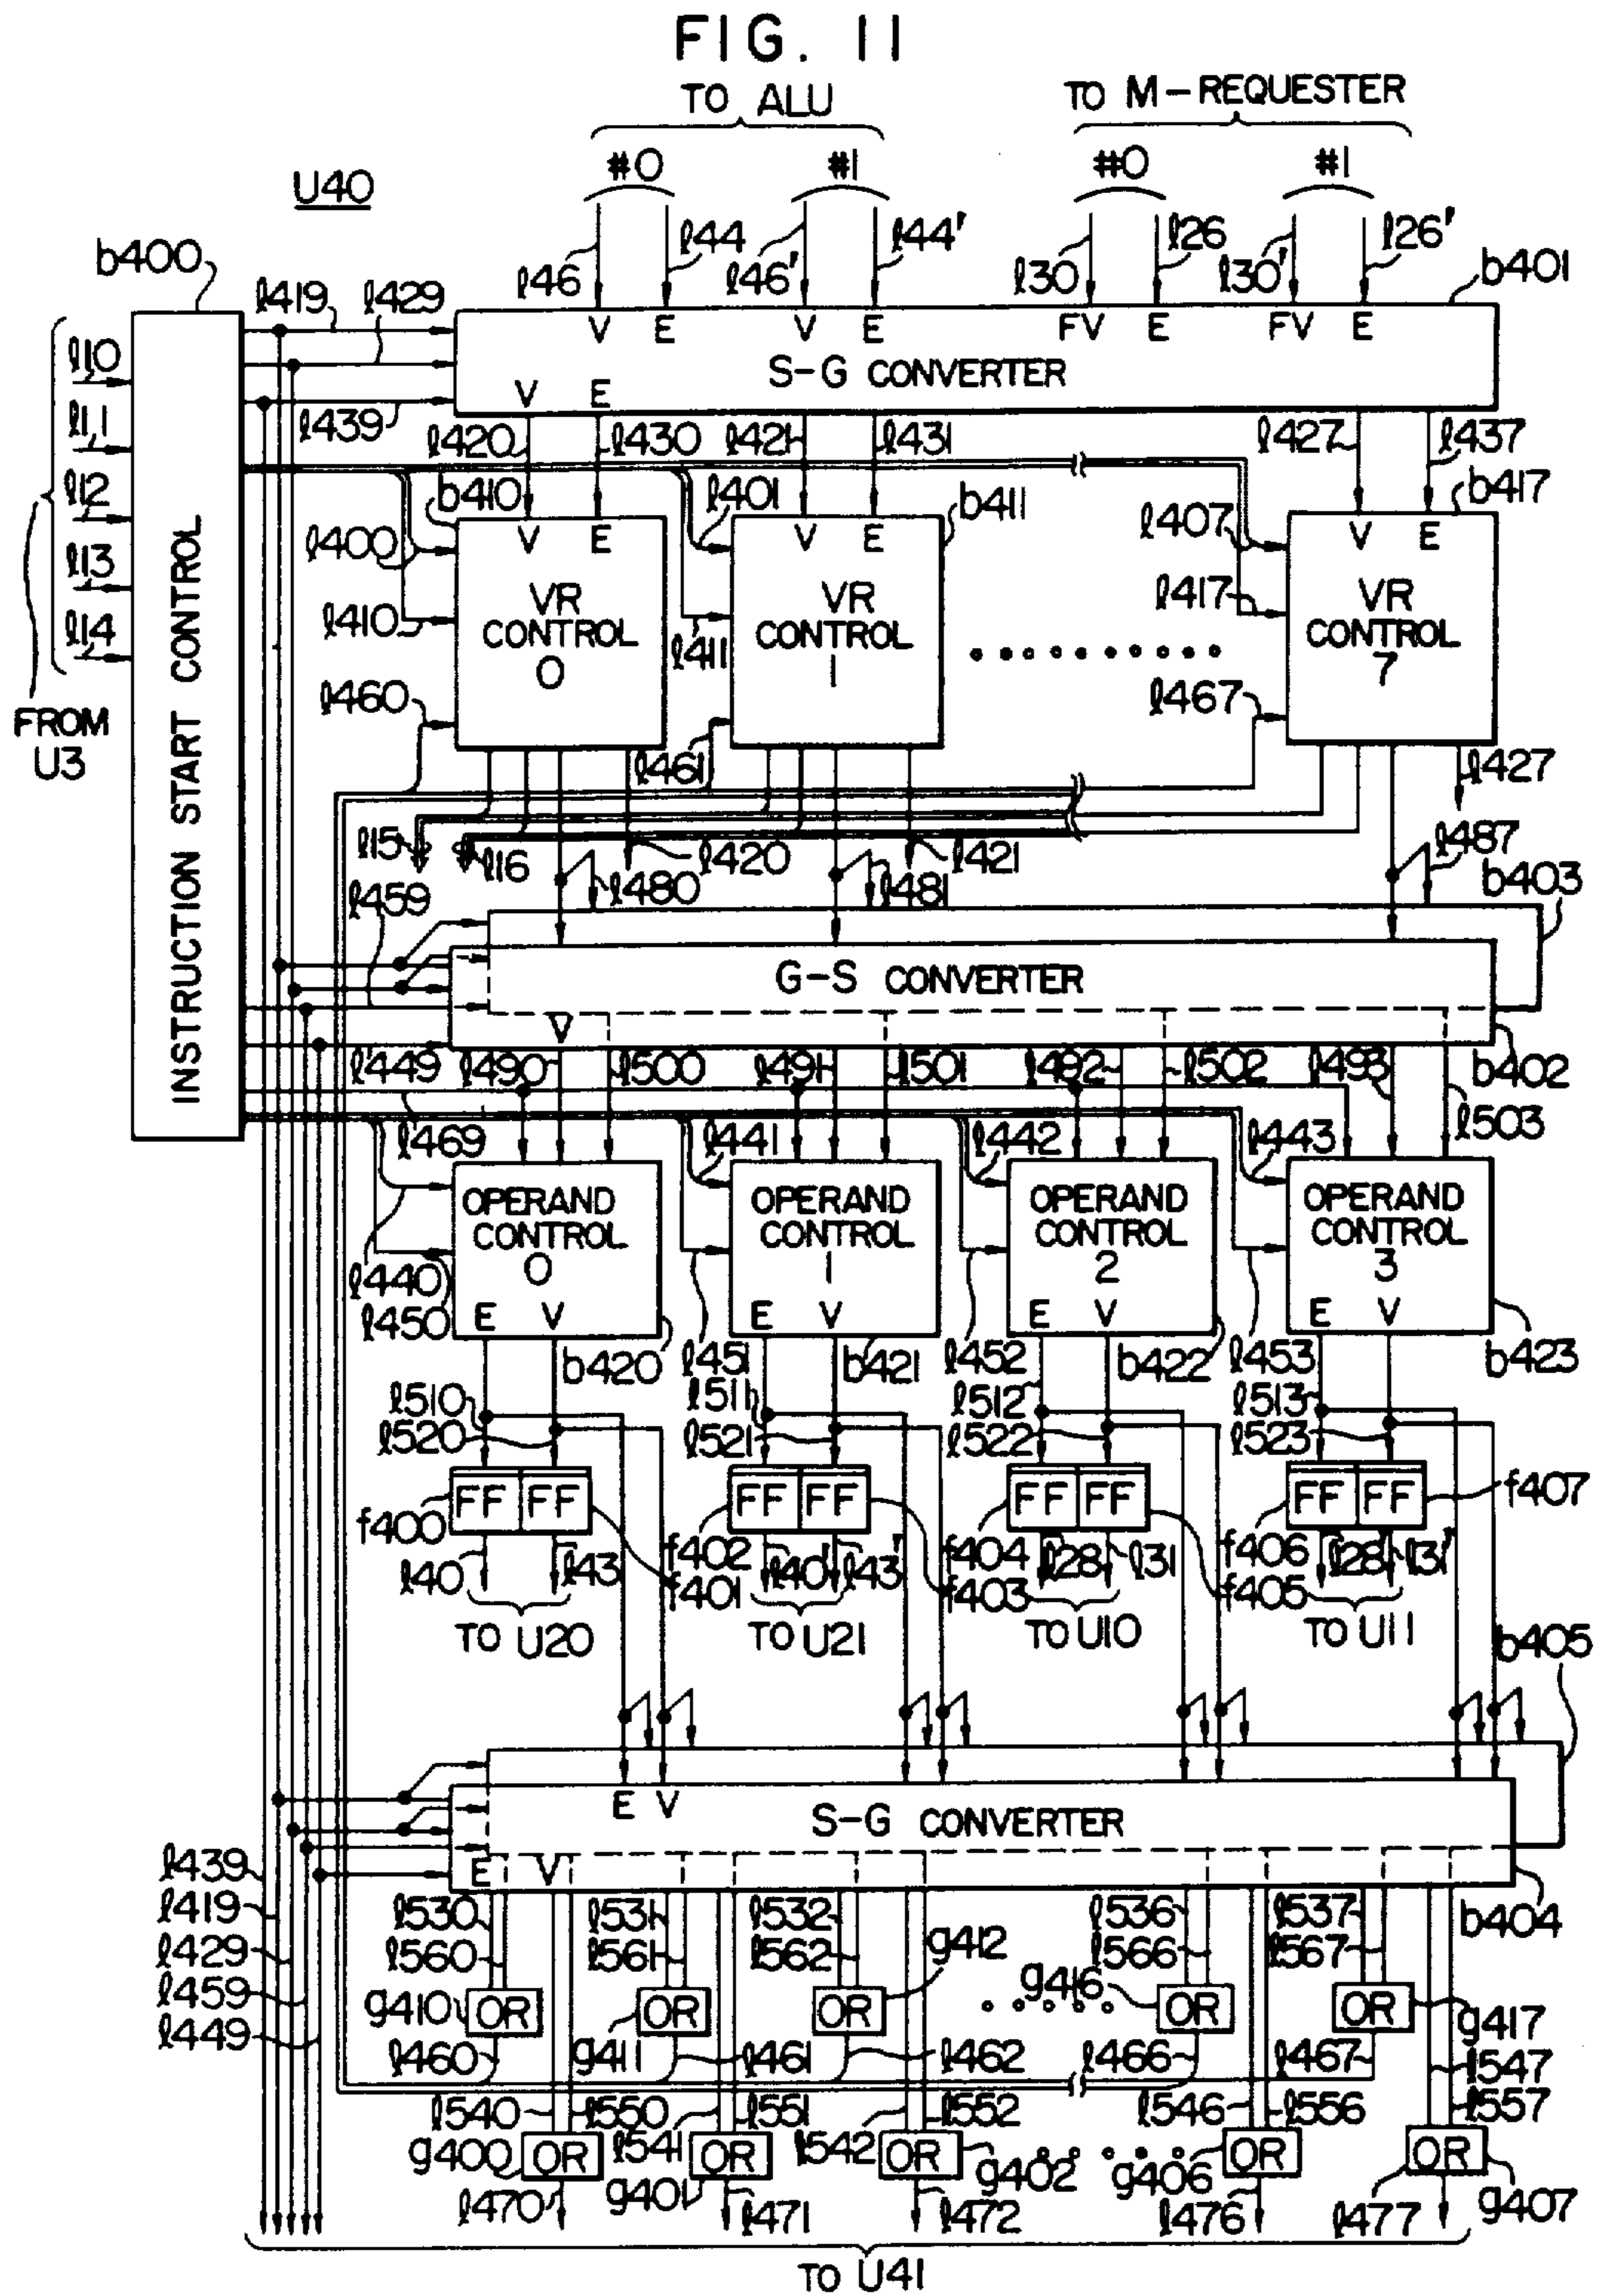 FIG. 11
TO ALU
TO M-REQUESTER
#0 #1 #0 #1
U40
b400
l46 l44 l46' l44' l30 l26 l30' l26'
b401
l419 l429
V E V E FV E FV E
S-G CONVERTER
V E
l439
l10
l11
l12
l13
l14
FROM
U3
INSTRUCTION START CONTROL
l420 l430 l421 l431 l427 l437
b410 l401 b411 l407 b417
l400
V E
V E
V E
l410
VR
CONTROL
0
l411
VR
CONTROL
1
l417
VR
CONTROL
7
l460 l461 l467
l427
l15 l16 l420 l421
l480 l481 l487
b403
l459
G-S CONVERTER
V
b402
l449 l490 l500 l491 l501 l492 l502 l493 l503
l469 l441 l442 l443
OPERAND
CONTROL
0
E V
OPERAND
CONTROL
1
E V
OPERAND
CONTROL
2
E V
OPERAND
CONTROL
3
E V
l440
l450
b420 l451 b421 l452 b422 l453 b423
l510 l511 l512 l513
l520 l521 l522 l523
FF FF
FF FF
FF FF
FF FF
f400 f402 f404 f406 f407
f401 f403 f405
l40 l43
l40' l43'
l28 l31
l28' l31'
TO U20
TO U21
TO U10
TO U11
b405
E V
S-G CONVERTER
E V
b404
l439
l419
l429
l459
l449
l530 l531 l532 l536 l537
l560 l561 l562 l566 l567
g410 OR
g411 OR
g412 OR
g416 OR
g417 OR
l460 l461 l462 l466 l467
l547
l557
l540 l550 l541 l551 l542 l552 l546 l556
g400 OR
g401 OR
OR g402
g406 OR
OR g407
l470 l471 l472 l476 l477
TO U41